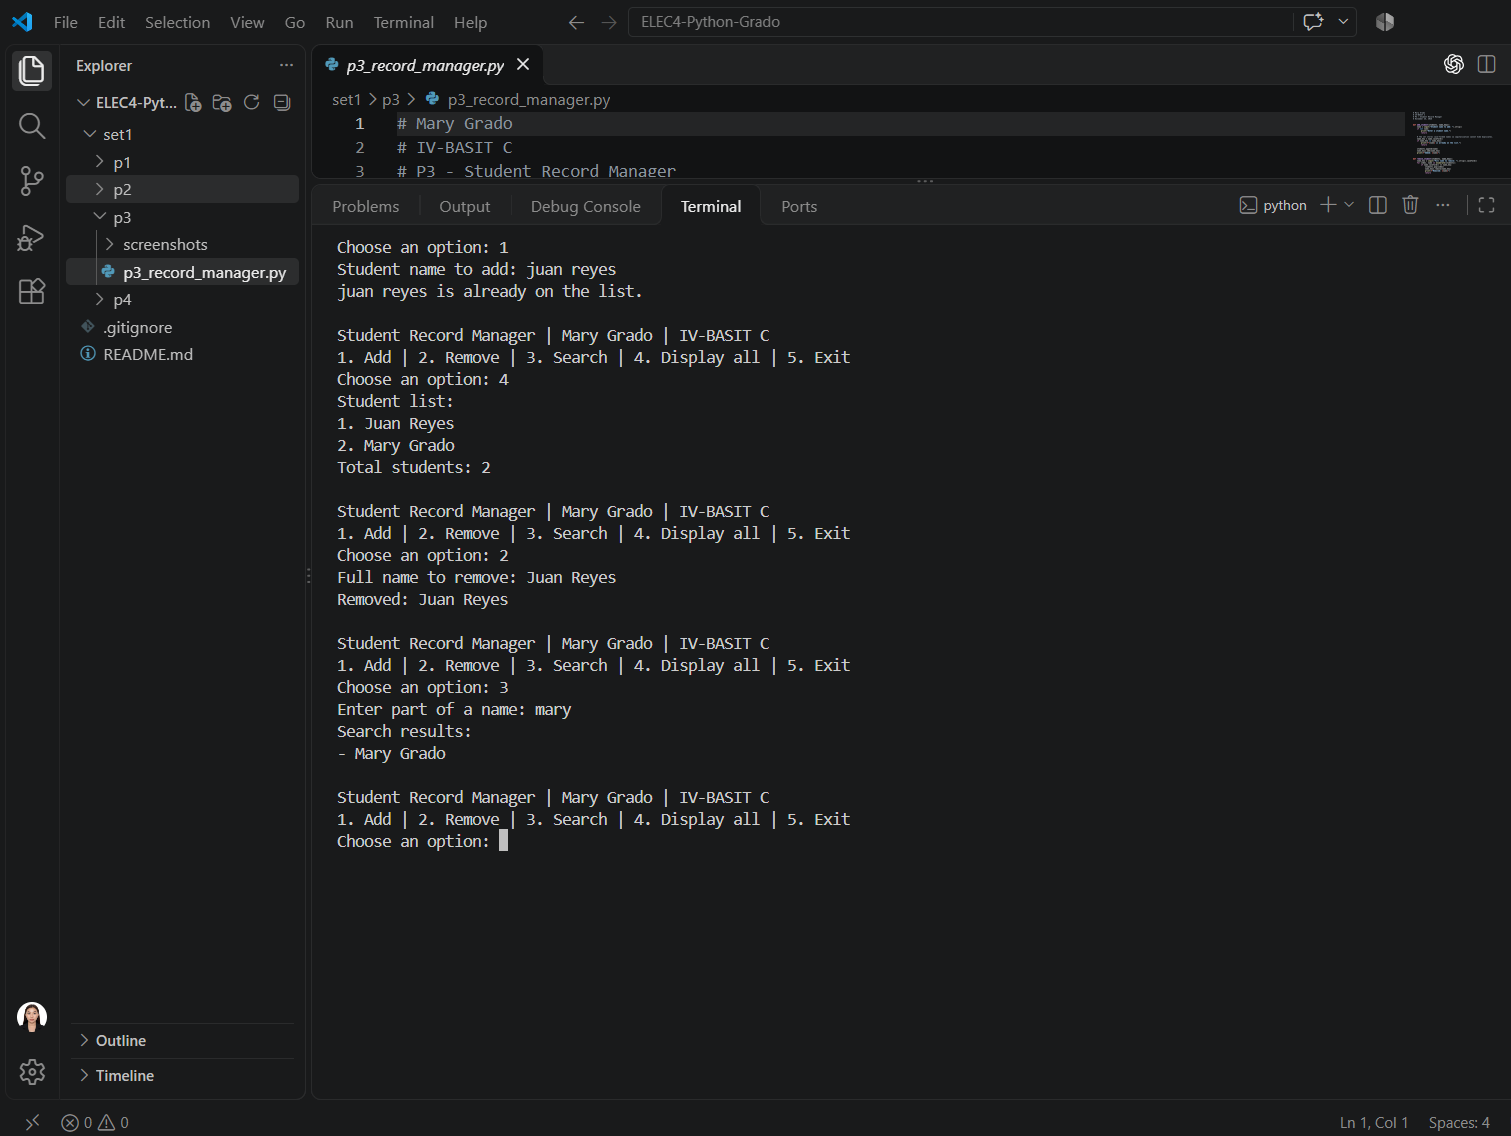 File Edit Selection View Go Run Terminal Help
ELEC4-Python-Grado
Explorer
ELEC4-Pyt...
set1
p1
p2
p3
screenshots
p3_record_manager.py
p4
.gitignore
README.md
Outline
Timeline
p3_record_manager.py
set1 > p3 > p3_record_manager.py
1 # Mary Grado
2 # IV-BASIT C
3 # P3 - Student Record Manager
Problems Output Debug Console Terminal Ports
python
Choose an option: 1
Student name to add: juan reyes
juan reyes is already on the list.
Student Record Manager | Mary Grado | IV-BASIT C
1. Add | 2. Remove | 3. Search | 4. Display all | 5. Exit
Choose an option: 4
Student list:
1. Juan Reyes
2. Mary Grado
Total students: 2
Student Record Manager | Mary Grado | IV-BASIT C
1. Add | 2. Remove | 3. Search | 4. Display all | 5. Exit
Choose an option: 2
Full name to remove: Juan Reyes
Removed: Juan Reyes
Student Record Manager | Mary Grado | IV-BASIT C
1. Add | 2. Remove | 3. Search | 4. Display all | 5. Exit
Choose an option: 3
Enter part of a name: mary
Search results:
- Mary Grado
Student Record Manager | Mary Grado | IV-BASIT C
1. Add | 2. Remove | 3. Search | 4. Display all | 5. Exit
Choose an option:
0 0
Ln 1, Col 1 Spaces: 4